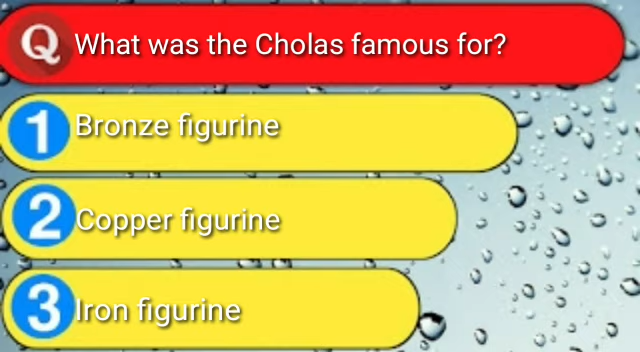 Q What was the Cholas famous for?
1 Bronze figurine
2 Copper figurine
3 Iron figurine